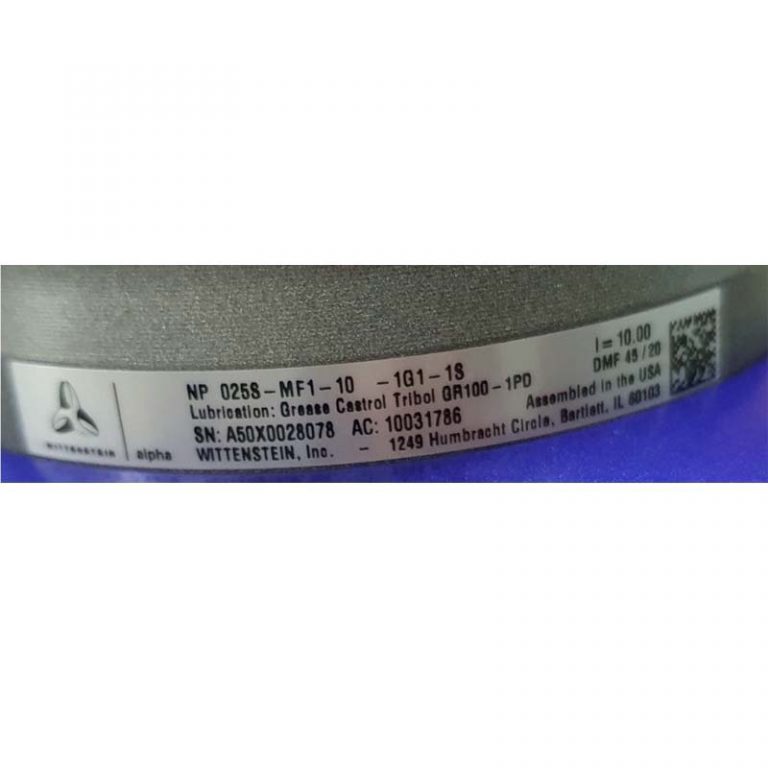 NP 025S-MF1-10 -1G1-1S
i = 10.00
Lubrication: Grease Castrol Tribol GR100-1PD
DMF 45/20
SN: A50X0028078 AC: 10031786
Assembled in the USA
WITTENSTEIN, Inc. - 1249 Humbracht Circle, Bartlett, IL 60103
WITTENSTEIN alpha